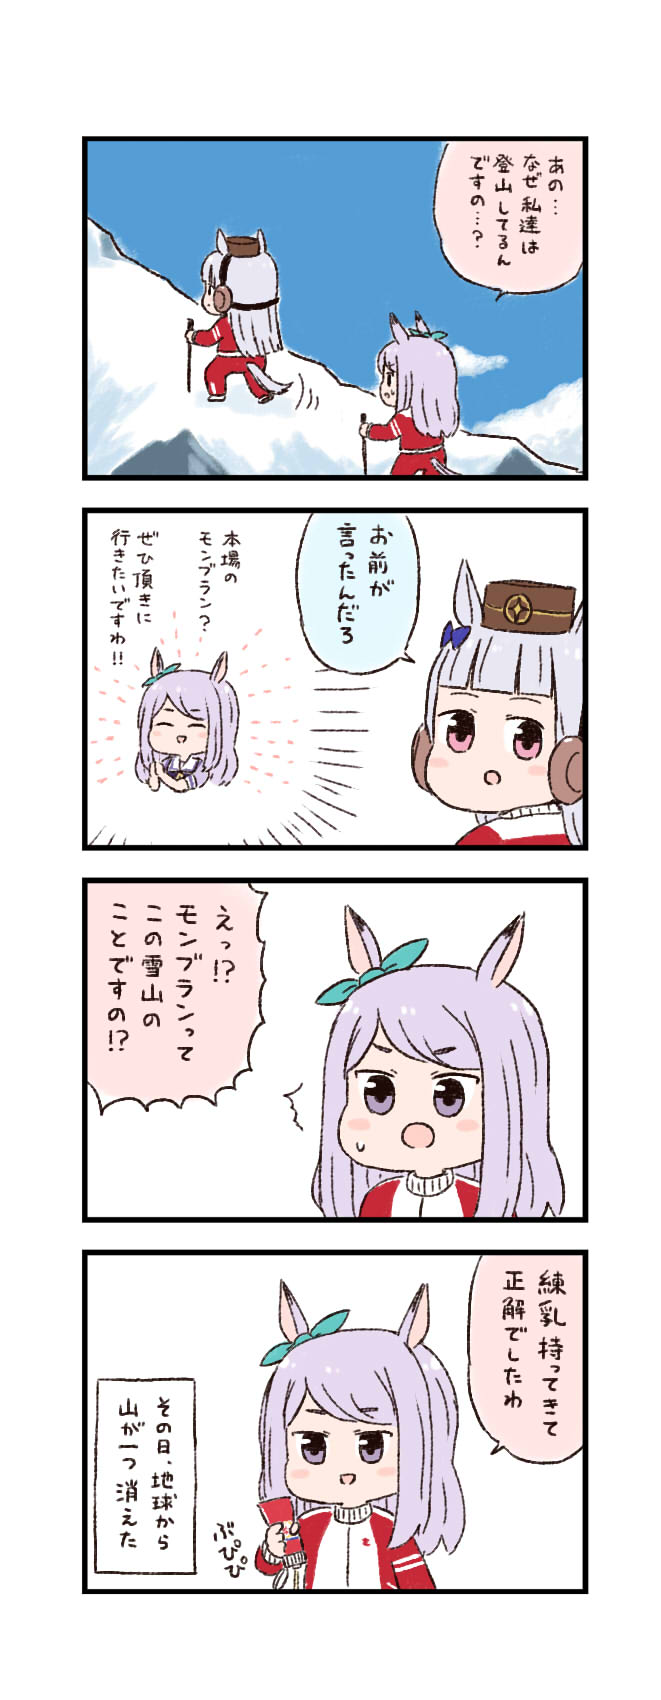 あの…
なぜ私達は
登山してるん
ですの…？
お前が
言ったんだろ
本場の
モンブラン？
ぜひ頂きに
行きたいですわ!!
えっ!?
モンブランって
この雪山の
ことですの!?
練乳持ってきて
正解でしたわ
ぶぴぴ
その日、地球から
山が一つ消えた